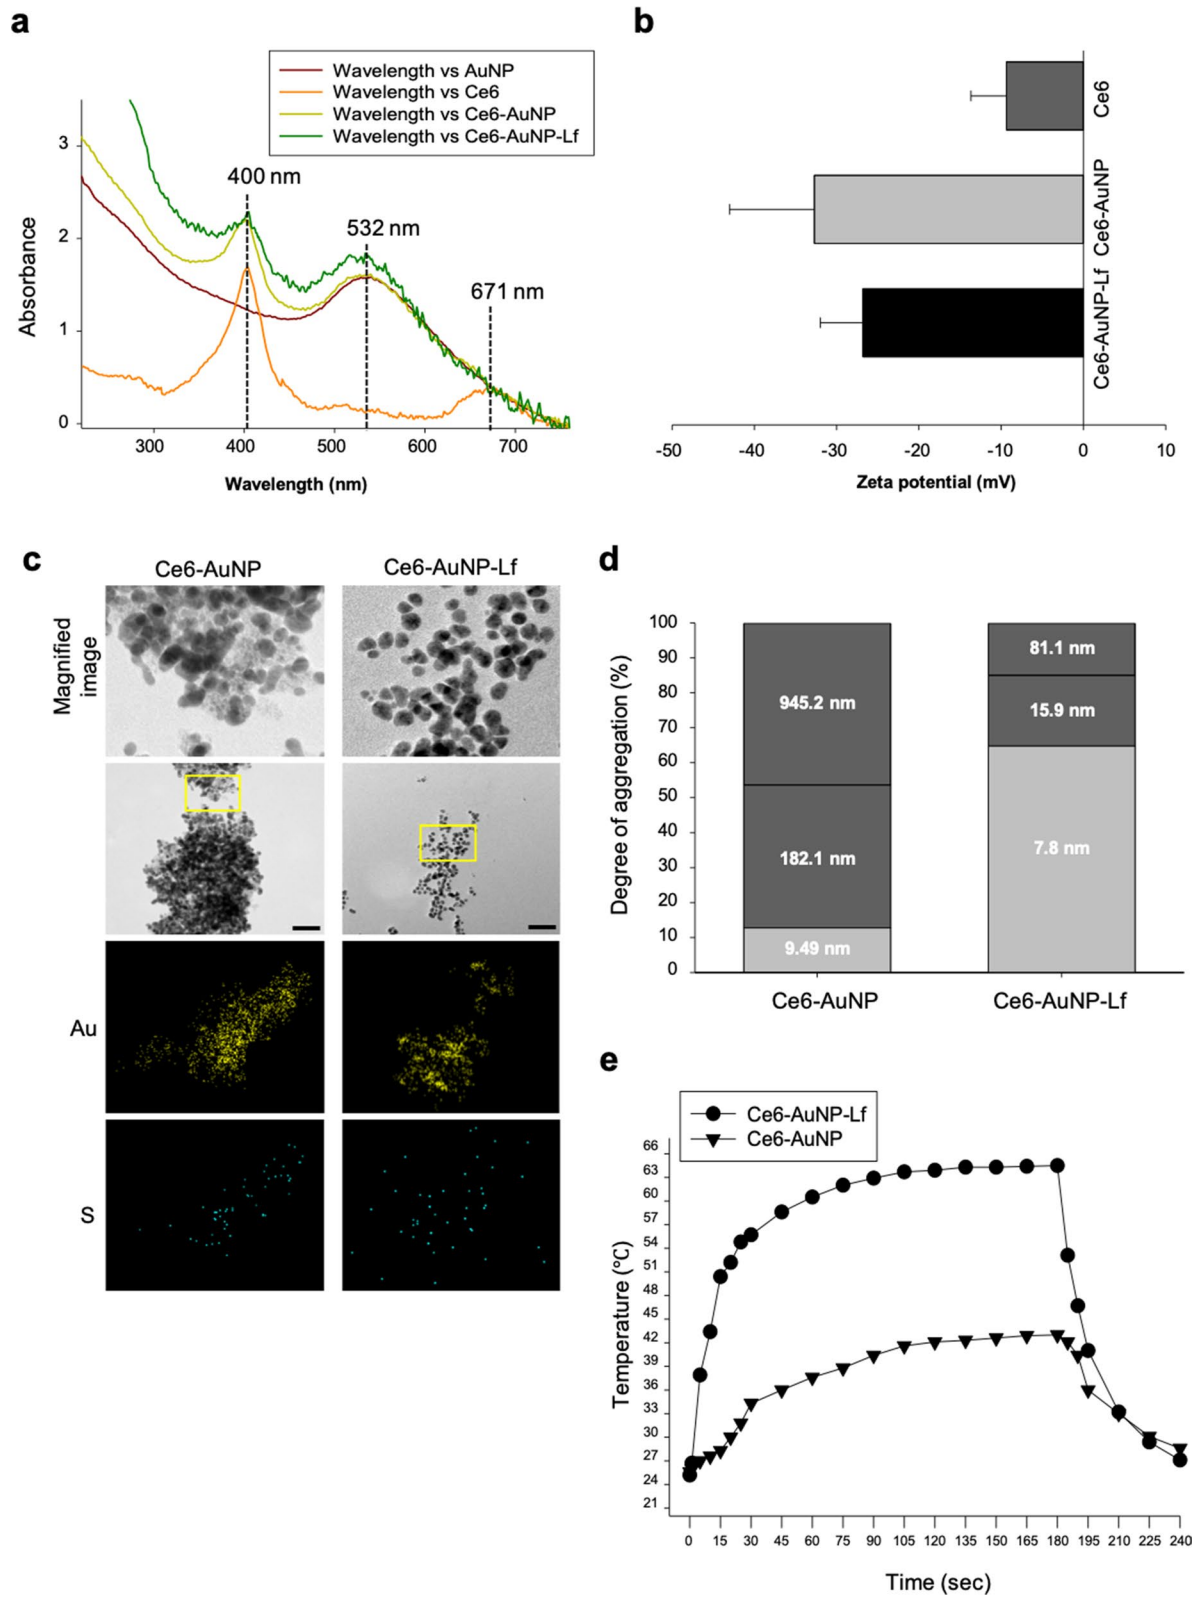 a
Wavelength vs AuNP
Wavelength vs Ce6
Wavelength vs Ce6-AuNP
Wavelength vs Ce6-AuNP-Lf
400 nm
532 nm
671 nm
Absorbance
3
2
1
0
300 400 500 600 700
Wavelength (nm)
b
Ce6
Ce6-AuNP
Ce6-AuNP-Lf
-50 -40 -30 -20 -10 0 10
Zeta potential (mV)
c
Ce6-AuNP Ce6-AuNP-Lf
Magnified
image
Au
S
d
Degree of aggregation (%)
100
90
80
70
60
50
40
30
20
10
0
945.2 nm
182.1 nm
9.49 nm
81.1 nm
15.9 nm
7.8 nm
Ce6-AuNP Ce6-AuNP-Lf
e
Ce6-AuNP-Lf
Ce6-AuNP
Temperature (°C)
66
63
60
57
54
51
48
45
42
39
36
33
30
27
24
21
0 15 30 45 60 75 90 105 120 135 150 165 180 195 210 225 240
Time (sec)